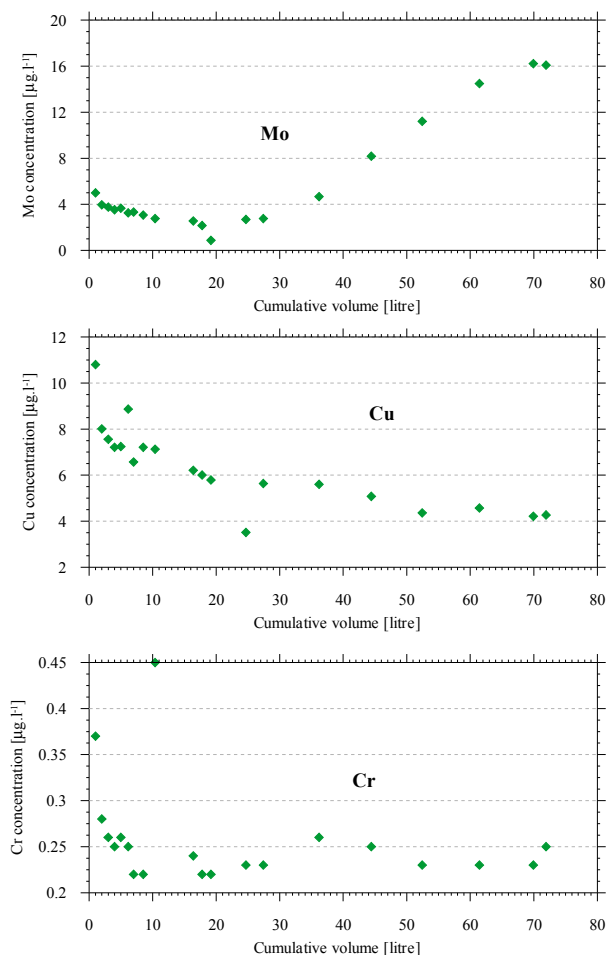 20
16
12
8
4
0
Mo concentration [µg.l-1]
Mo
0 10 20 30 40 50 60 70 80
Cumulative volume [litre]
12
10
8
6
4
2
Cu concentration [µg.l-1]
Cu
0 10 20 30 40 50 60 70 80
Cumulative volume [litre]
0.45
0.4
0.35
0.3
0.25
0.2
Cr concentration [µg.l-1]
Cr
0 10 20 30 40 50 60 70 80
Cumulative volume [litre]